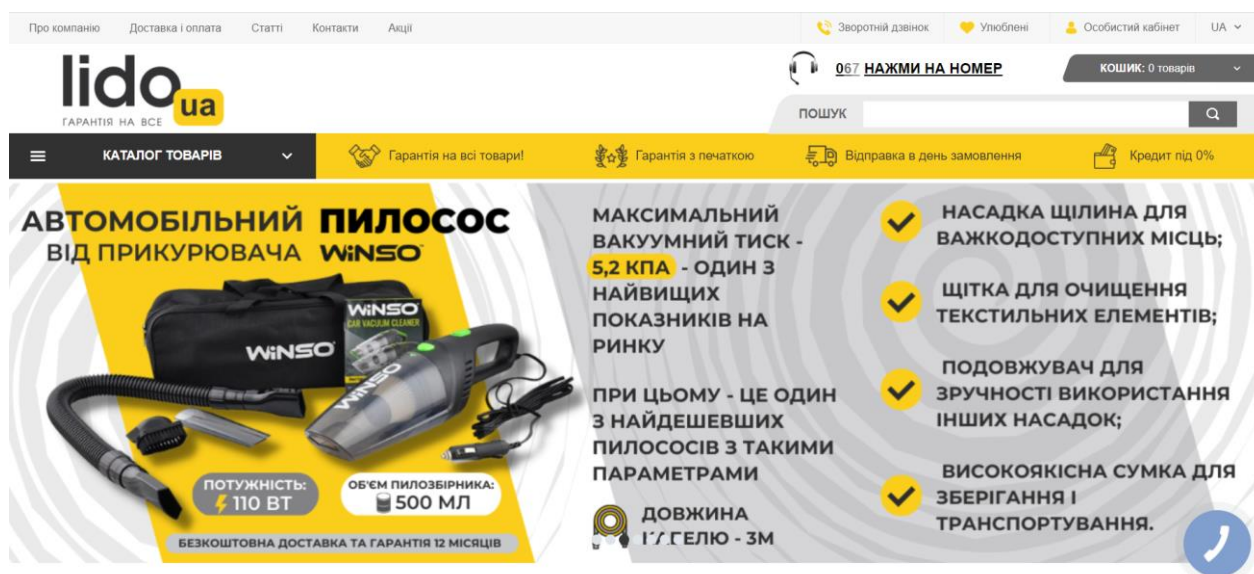 Про компанію Доставка і оплата Статті Контакти Акції Зворотній дзвінок Улюблені Особистий кабінет UA
lido
ua
ГАРАНТІЯ НА ВСЕ
067 НАЖМИ НА НОМЕР
КОШИК: 0 товарів
ПОШУК
КАТАЛОГ ТОВАРІВ Гарантія на всі товари! Гарантія з печаткою Відправка в день замовлення Кредит під 0%
АВТОМОБІЛЬНИЙ ПИЛОСОС
ВІД ПРИКУРЮВАЧА WiNSO
WiNSO
CAR VACUUM CLEANER
WiNSO
WiNSO
ПОТУЖНІСТЬ:
110 ВТ
ОБ'ЄМ ПИЛОЗБІРНИКА:
500 МЛ
БЕЗКОШТОВНА ДОСТАВКА ТА ГАРАНТІЯ 12 МІСЯЦІВ
МАКСИМАЛЬНИЙ
ВАКУУМНИЙ ТИСК -
5,2 КПА - ОДИН З
НАЙВИЩИХ
ПОКАЗНИКІВ НА
РИНКУ
ПРИ ЦЬОМУ - ЦЕ ОДИН
З НАЙДЕШЕВШИХ
ПИЛОСОСІВ З ТАКИМИ
ПАРАМЕТРАМИ
ДОВЖИНА
- 3М
НАСАДКА ЩІЛИНА ДЛЯ
ВАЖКОДОСТУПНИХ МІСЦЬ;
ЩІТКА ДЛЯ ОЧИЩЕННЯ
ТЕКСТИЛЬНИХ ЕЛЕМЕНТІВ;
ПОДОВЖУВАЧ ДЛЯ
ЗРУЧНОСТІ ВИКОРИСТАННЯ
ІНШИХ НАСАДОК;
ВИСОКОЯКІСНА СУМКА ДЛЯ
ЗБЕРІГАННЯ І
ТРАНСПОРТУВАННЯ.